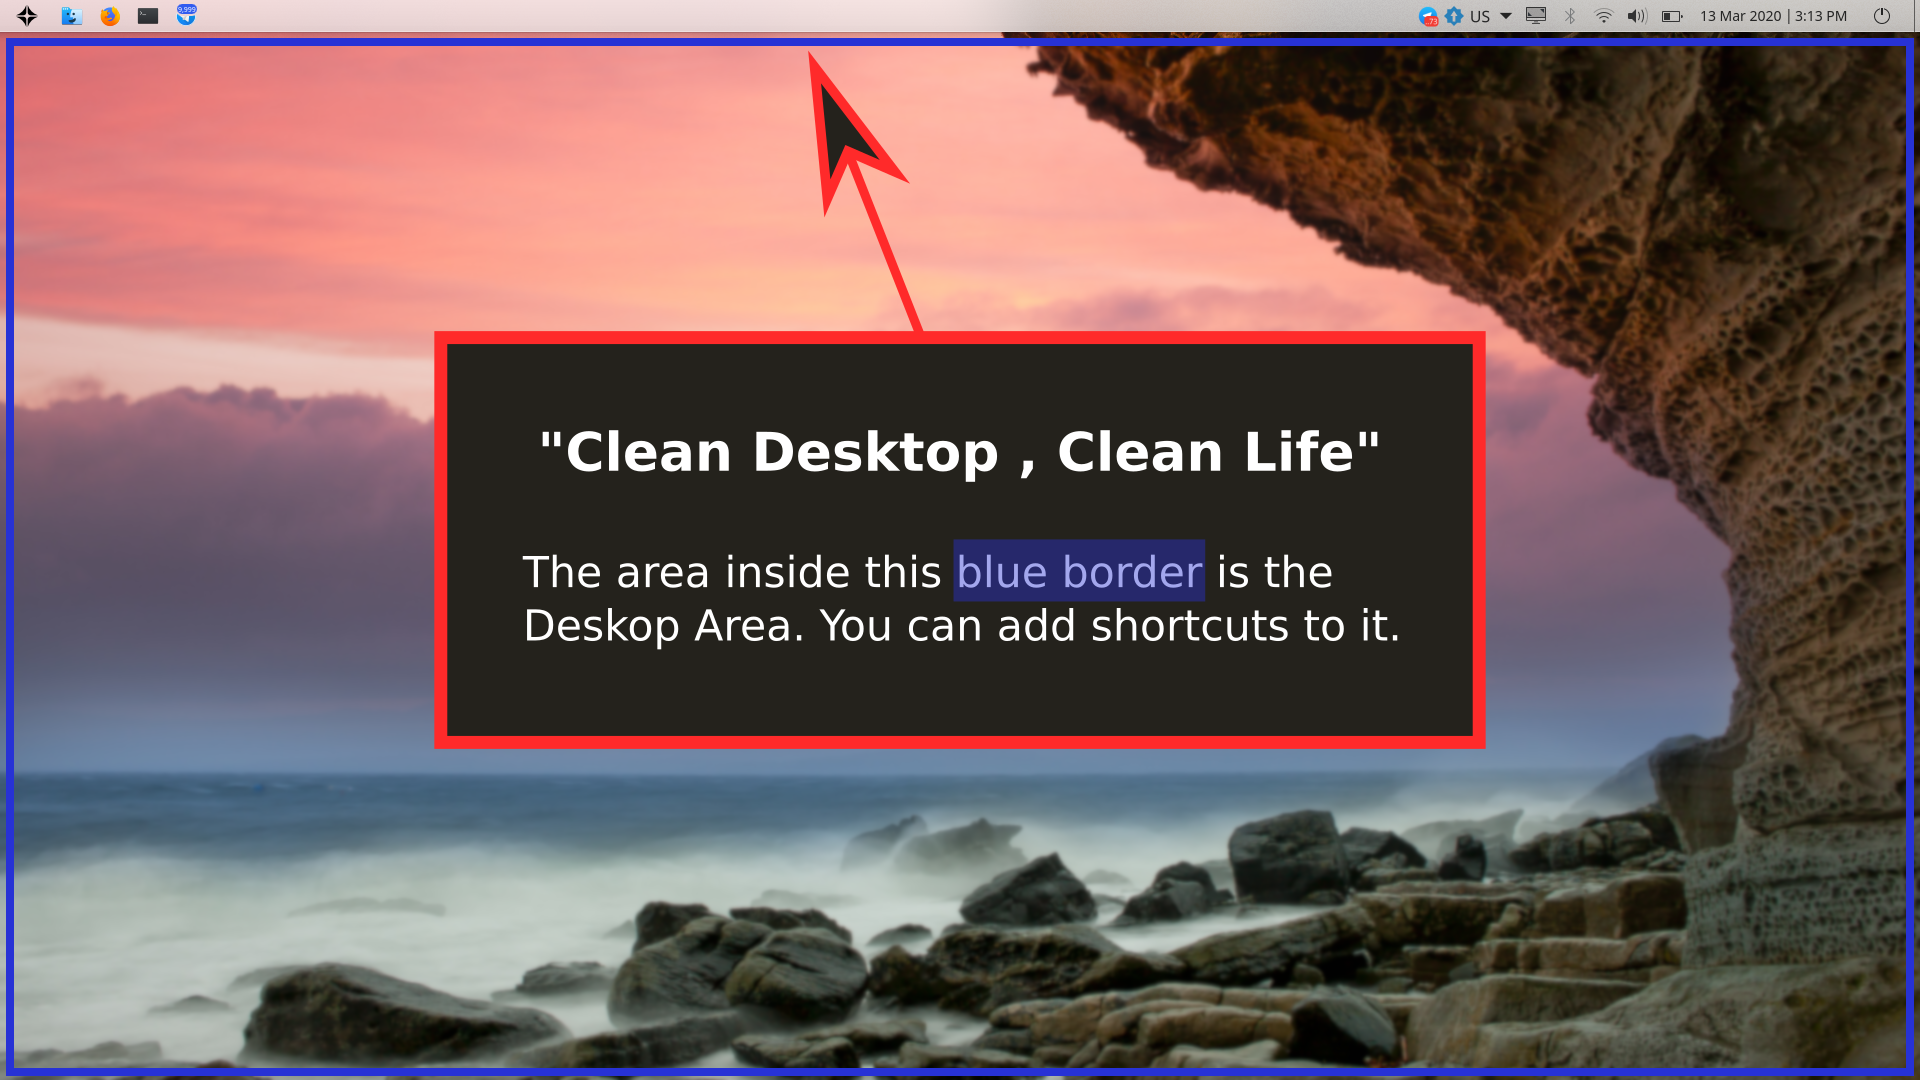 9,999
.73
US
13 Mar 2020 | 3:13 PM
"Clean Desktop , Clean Life"
The area inside this blue border is the
Deskop Area. You can add shortcuts to it.